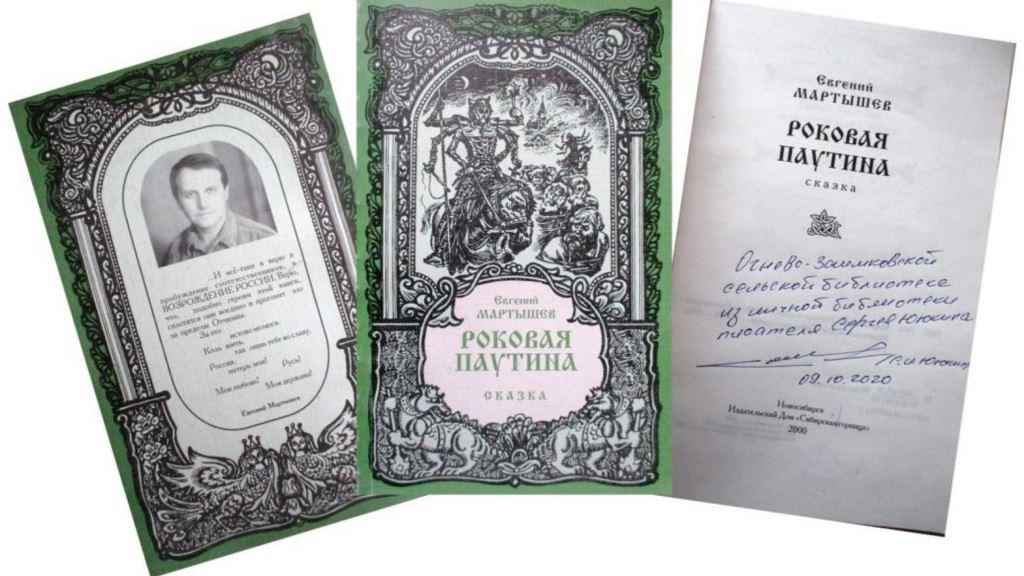 ...И всё-таки я верю в
пробуждение соотечественников, в
ВОЗРОЖДЕНИЕ РОССИИ. Верю,
что, подобно героям этой книги,
сплотятся они воедино и прогонят зло
за пределы Отчизны.
За это
истово молюсь.
Коль жить,
так лишь тебе во славу,
Россия,
матерь моя! Русь!
Моя любовь! Моя держава!
Евгений Мартышев
Евгений
МАРТЫШЕВ
РОКОВАЯ
ПАУТИНА
СКАЗКА
Евгений
МАРТЫШЕВ
РОКОВАЯ
ПАУТИНА
сказка
Огнево-Заимковской
сельской библиотеке
из личной библиотеки
писателя Сергея Ююкина
/С.И. Ююкин
09.10.2020
Новосибирск
Издательский Дом «Сибирская горница»
2000